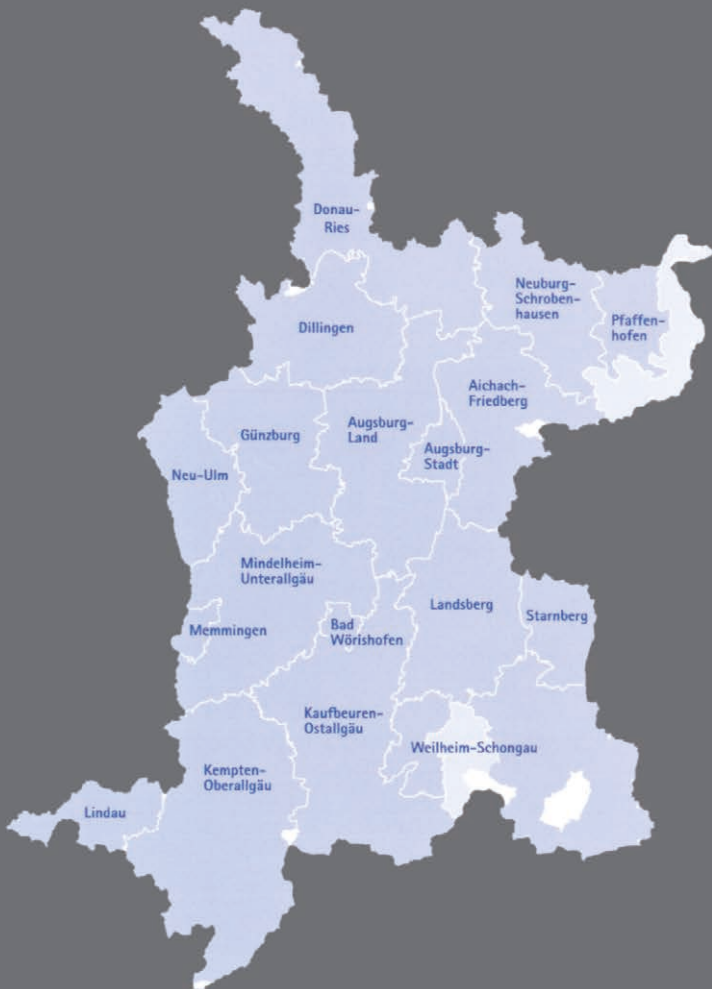 Donau-
Ries
Neuburg-
Schroben-
hausen
Pfaffen-
hofen
Dillingen
Aichach-
Friedberg
Augsburg-
Land
Günzburg
Augsburg-
Stadt
Neu-Ulm
Mindelheim-
Unterallgäu
Landsberg
Starnberg
Memmingen
Bad
Wörishofen
Kaufbeuren-
Ostallgäu
Weilheim-Schongau
Kempten-
Oberallgäu
Lindau